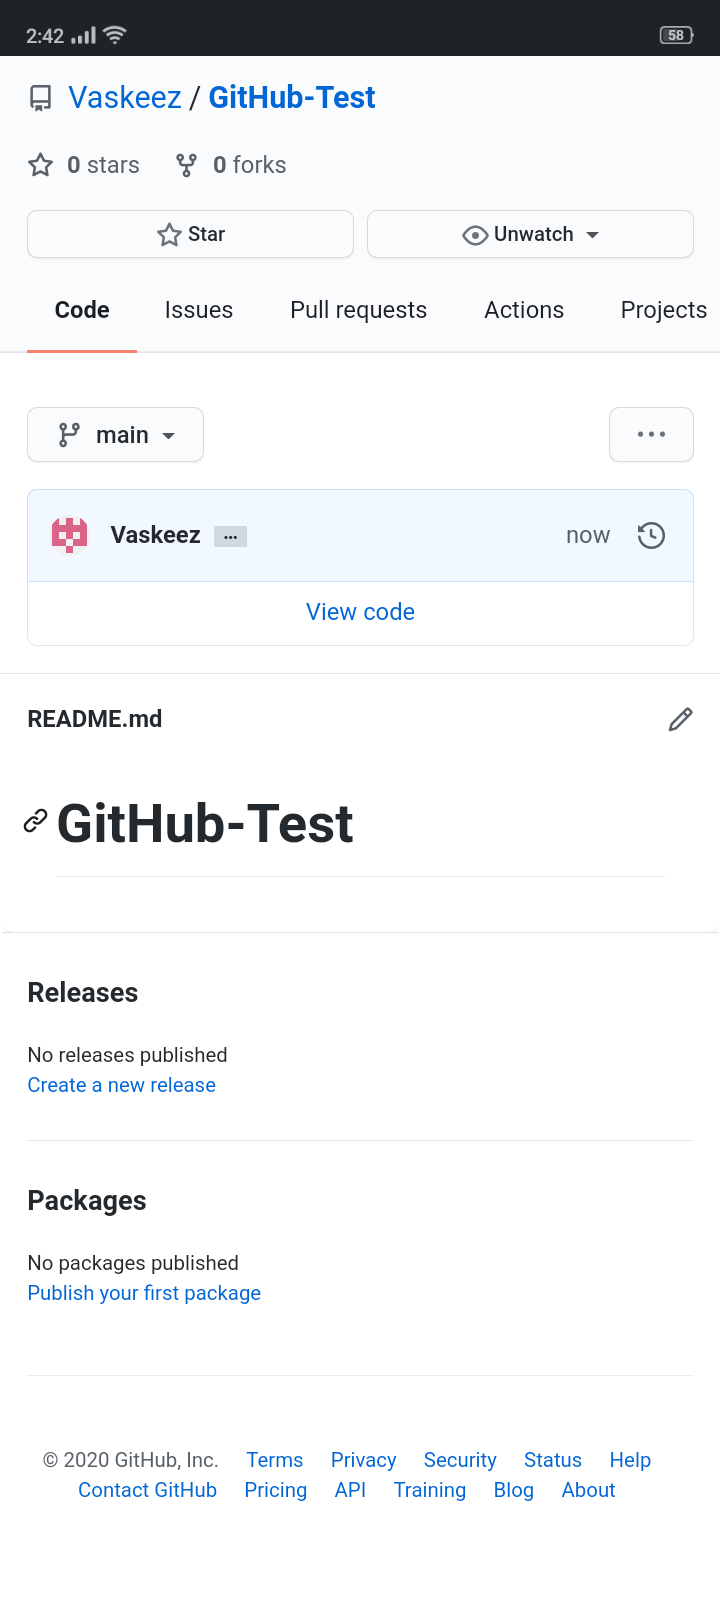 2:42 58
Vaskeez / GitHub-Test
0 stars 0 forks
Star Unwatch
Code Issues Pull requests Actions Projects
main ...
Vaskeez ... now
View code
README.md
GitHub-Test
Releases
No releases published
Create a new release
Packages
No packages published
Publish your first package
© 2020 GitHub, Inc. Terms Privacy Security Status Help
Contact GitHub Pricing API Training Blog About